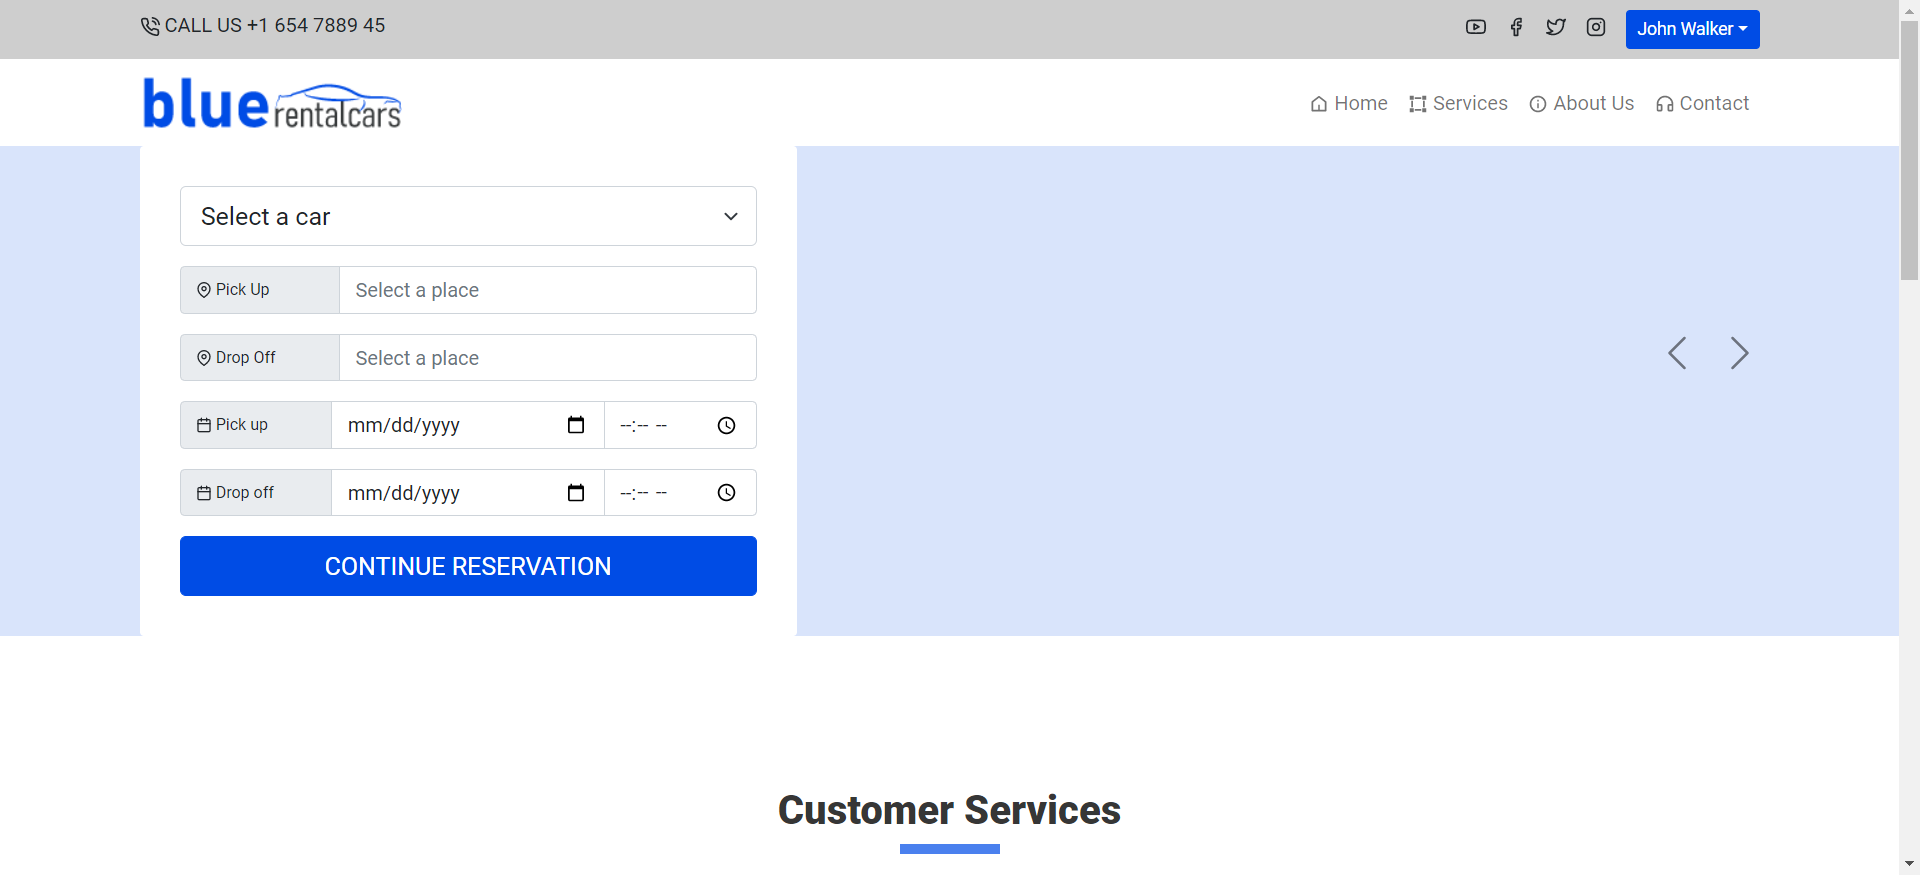 CALL US +1 654 7889 45
John Walker
blue rentalcars
Home Services About Us Contact
Select a car
Pick Up Select a place
Drop Off Select a place
Pick up mm/dd/yyyy --:-- --
Drop off mm/dd/yyyy --:-- --
CONTINUE RESERVATION
Customer Services